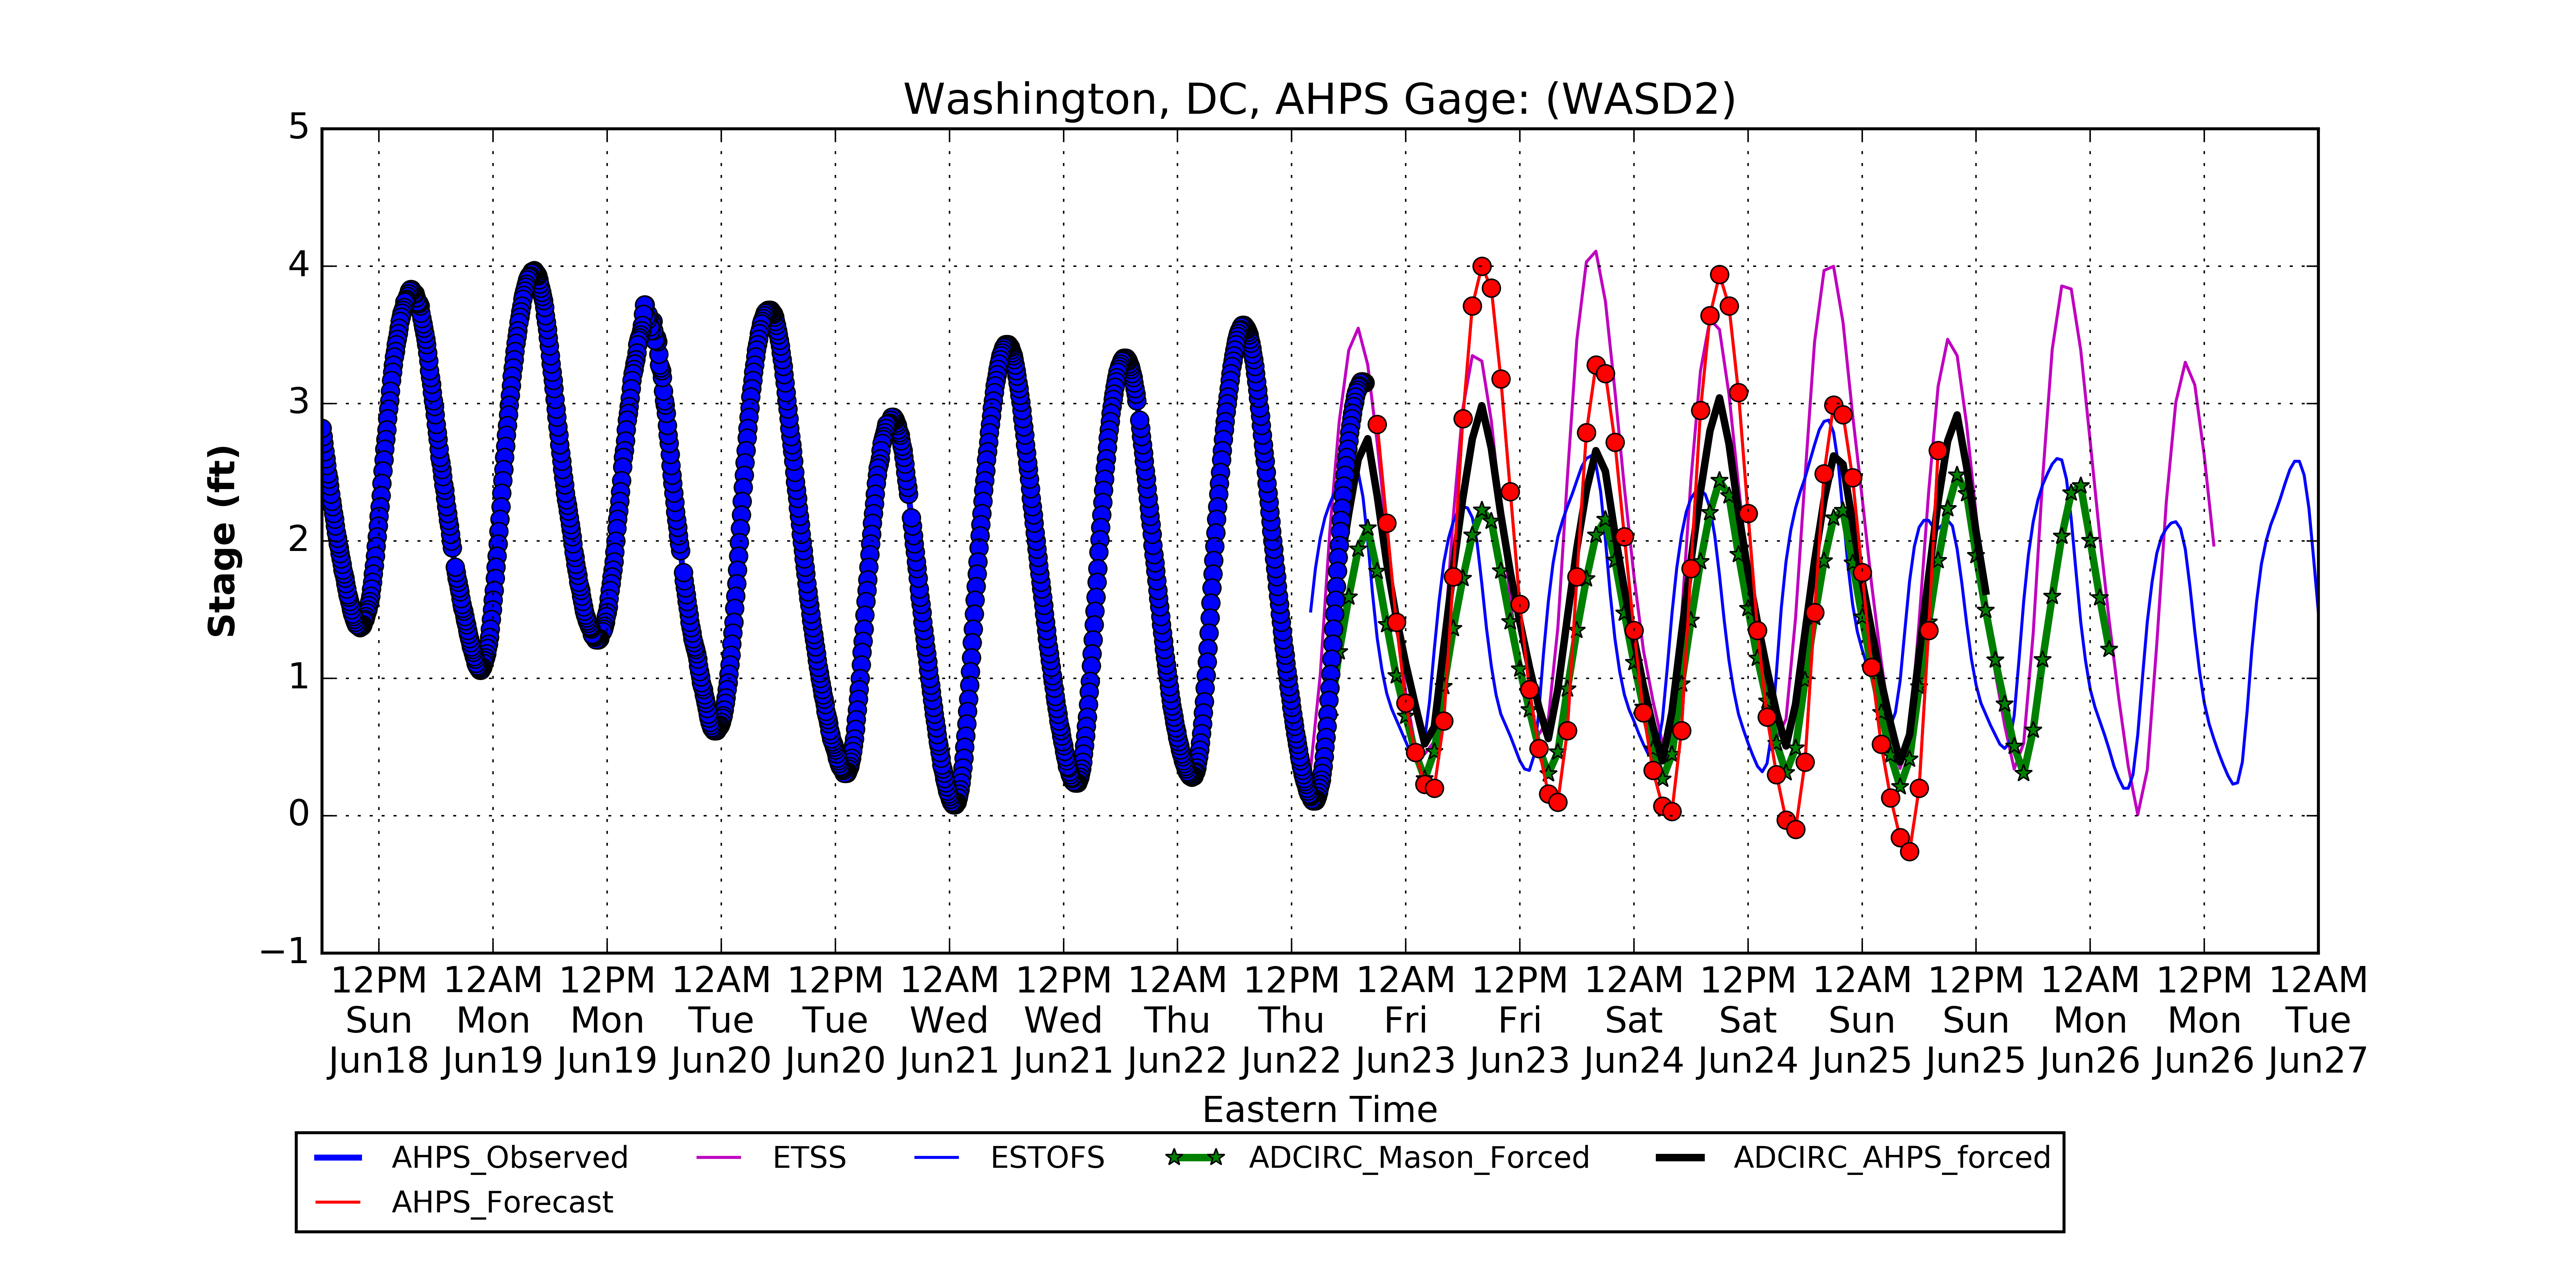 Washington, DC, AHPS Gage: (WASD2)
5
4
3
2
1
0
−1
Stage (ft)
12PM 12AM 12PM 12AM 12PM 12AM 12PM 12AM 12PM 12AM 12PM 12AM 12PM 12AM 12PM 12AM 12PM 12AM
Sun Mon Mon Tue Tue Wed Wed Thu Thu Fri Fri Sat Sat Sun Sun Mon Mon Tue
Jun18 Jun19 Jun19 Jun20 Jun20 Jun21 Jun21 Jun22 Jun22 Jun23 Jun23 Jun24 Jun24 Jun25 Jun25 Jun26 Jun26 Jun27
Eastern Time
AHPS_Observed ETSS ESTOFS ADCIRC_Mason_Forced ADCIRC_AHPS_forced
AHPS_Forecast